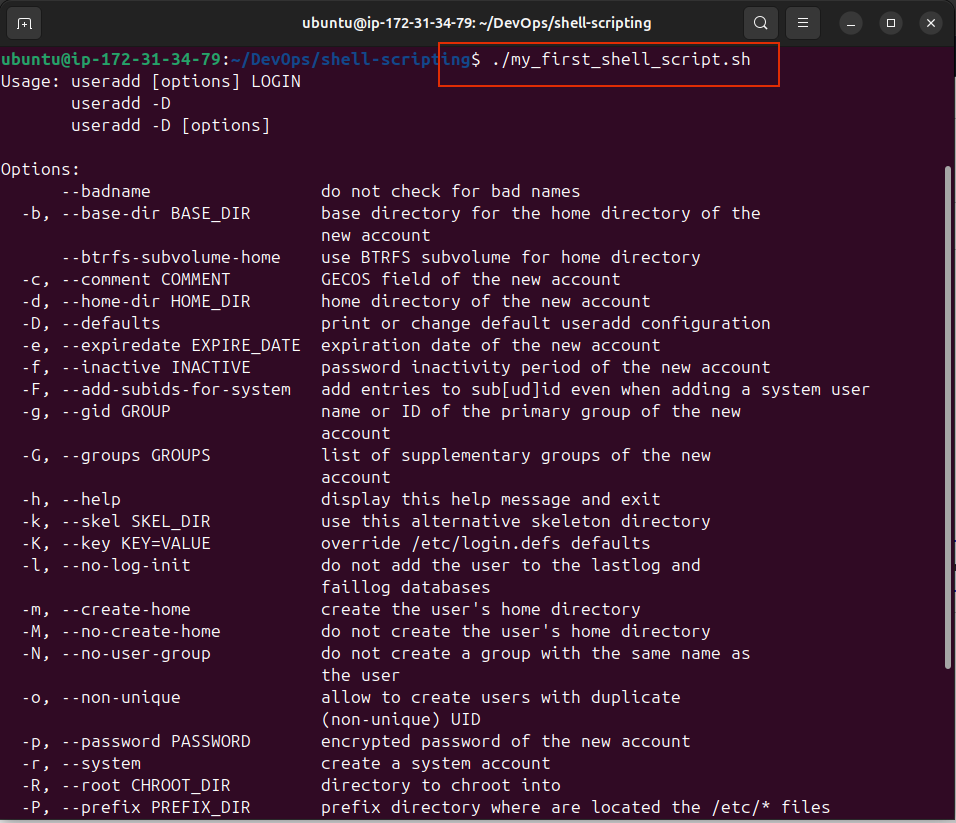 ubuntu@ip-172-31-34-79: ~/DevOps/shell-scripting
ubuntu@ip-172-31-34-79:~/DevOps/shell-scripting$ ./my_first_shell_script.sh
Usage: useradd [options] LOGIN
       useradd -D
       useradd -D [options]

Options:
      --badname                 do not check for bad names
  -b, --base-dir BASE_DIR       base directory for the home directory of the
                                new account
      --btrfs-subvolume-home    use BTRFS subvolume for home directory
  -c, --comment COMMENT         GECOS field of the new account
  -d, --home-dir HOME_DIR       home directory of the new account
  -D, --defaults                print or change default useradd configuration
  -e, --expiredate EXPIRE_DATE  expiration date of the new account
  -f, --inactive INACTIVE       password inactivity period of the new account
  -F, --add-subids-for-system   add entries to sub[ud]id even when adding a system user
  -g, --gid GROUP               name or ID of the primary group of the new
                                account
  -G, --groups GROUPS           list of supplementary groups of the new
                                account
  -h, --help                    display this help message and exit
  -k, --skel SKEL_DIR           use this alternative skeleton directory
  -K, --key KEY=VALUE           override /etc/login.defs defaults
  -l, --no-log-init             do not add the user to the lastlog and
                                faillog databases
  -m, --create-home             create the user's home directory
  -M, --no-create-home          do not create the user's home directory
  -N, --no-user-group           do not create a group with the same name as
                                the user
  -o, --non-unique              allow to create users with duplicate
                                (non-unique) UID
  -p, --password PASSWORD       encrypted password of the new account
  -r, --system                  create a system account
  -R, --root CHROOT_DIR         directory to chroot into
  -P, --prefix PREFIX_DIR       prefix directory where are located the /etc/* files